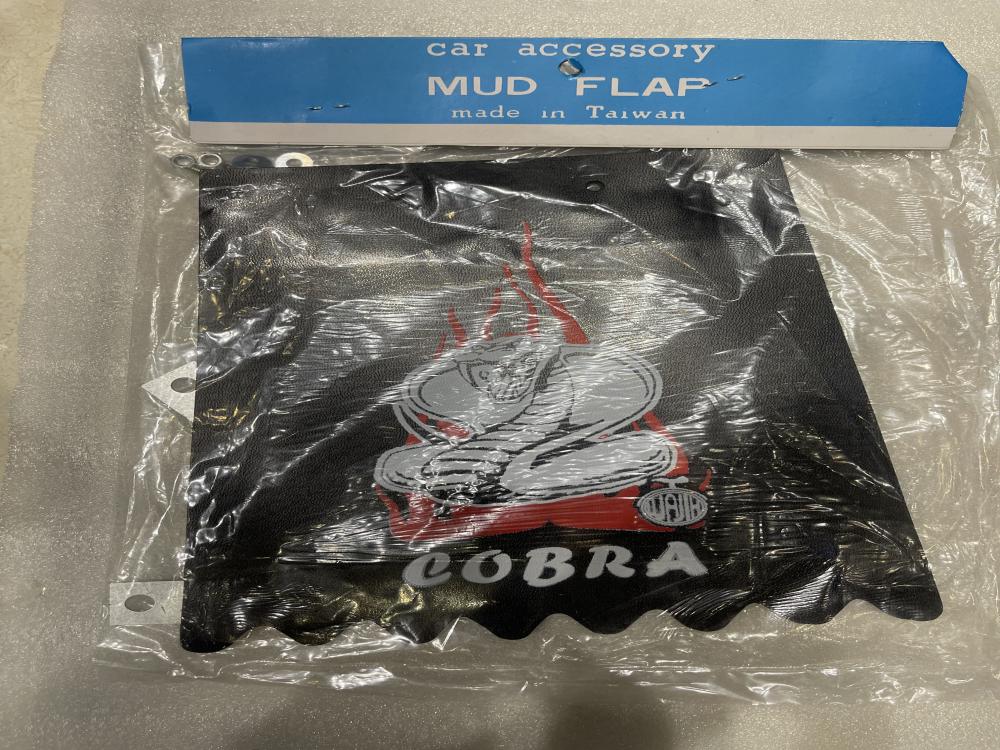 car accessory
MUD FLAP
made in Taiwan
COBRA